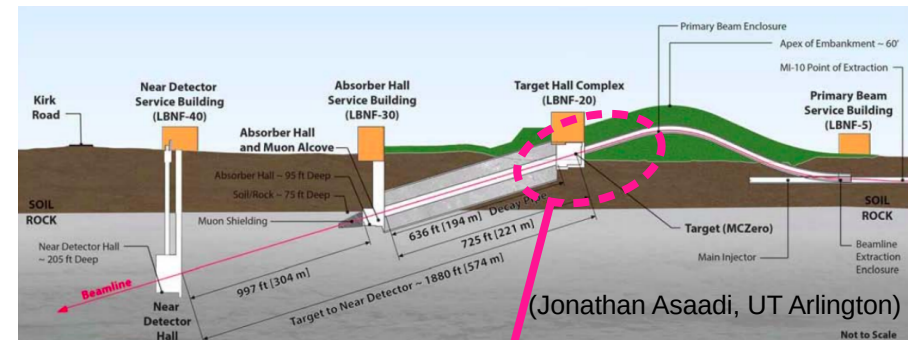 Primary Beam Enclosure
Apex of Embankment ~ 60'
MI-10 Point of Extraction
Near Detector
Service Building
(LBNF-40)
Absorber Hall
Service Building
(LBNF-30)
Target Hall Complex
(LBNF-20)
Primary Beam
Service Building
(LBNF-5)
Kirk
Road
Absorber Hall
and Muon Alcove
Absorber Hall ~ 95 ft Deep
Soil/Rock ~ 75 ft Deep
Muon Shielding
SOIL
ROCK
SOIL
ROCK
636 ft [194 m] Decay Pipe
725 ft [221 m]
Target (MCZero)
Main Injector
Beamline
Extraction
Enclosure
Near Detector Hall
~ 205 ft Deep
997 ft [304 m]
Target to Near Detector ~ 1880 ft [574 m]
Beamline
Near
Detector
Hall
(Jonathan Asaadi, UT Arlington)
Not to Scale